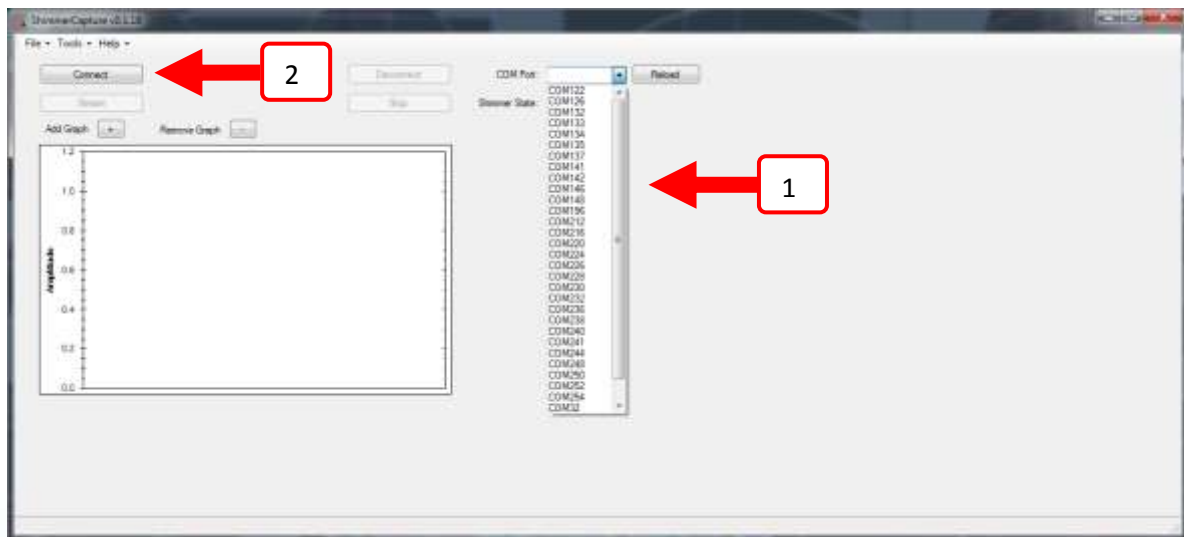 ShimmerCapture v0.1.18
File Tools Help
Connect
2
Disconnect
COM Port
Reload
Stream
Stop
Shimmer State
Add Graph +
Remove Graph -
COM122
COM126
COM132
COM133
COM134
COM135
COM137
COM141
COM142
COM146
COM148
COM196
COM212
COM216
COM220
COM224
COM226
COM228
COM230
COM232
COM236
COM238
COM240
COM241
COM244
COM248
COM250
COM252
COM254
COM32
1
Amplitude
1.2
1.0
0.8
0.6
0.4
0.2
0.0